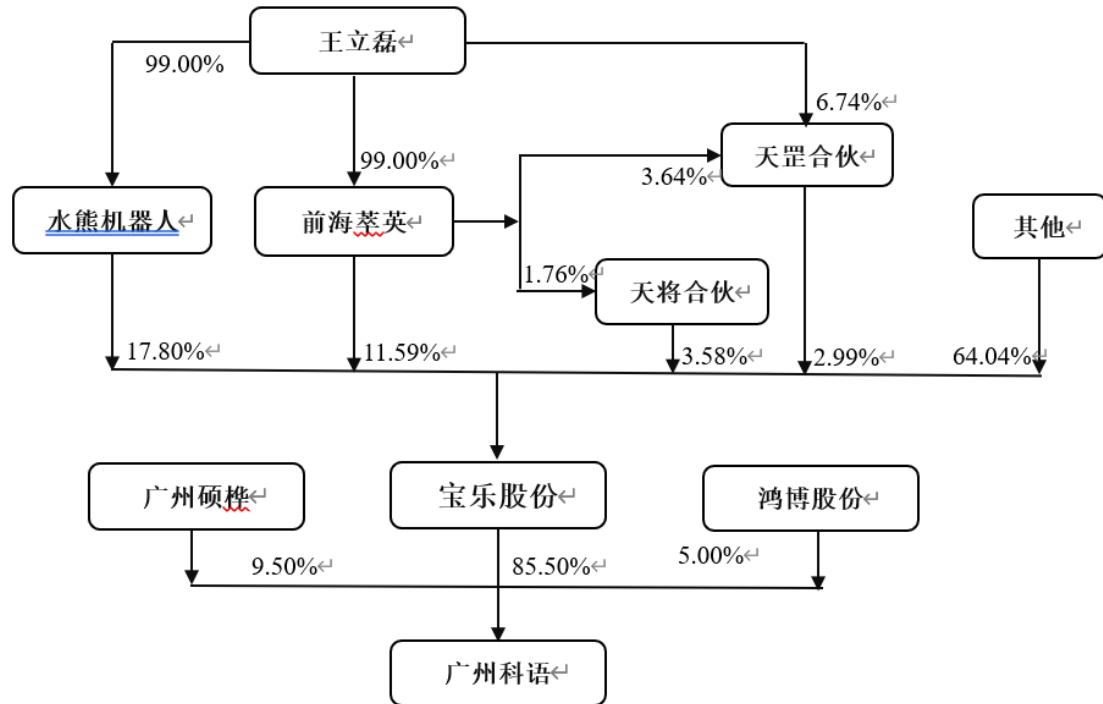 王立磊
99.00%
6.74%
天罡合伙
99.00%
3.64%
水熊机器人
前海萃英
其他
1.76%
天将合伙
17.80%
11.59%
3.58%
2.99%
64.04%
广州硕桦
宝乐股份
鸿博股份
9.50%
85.50%
5.00%
广州科语